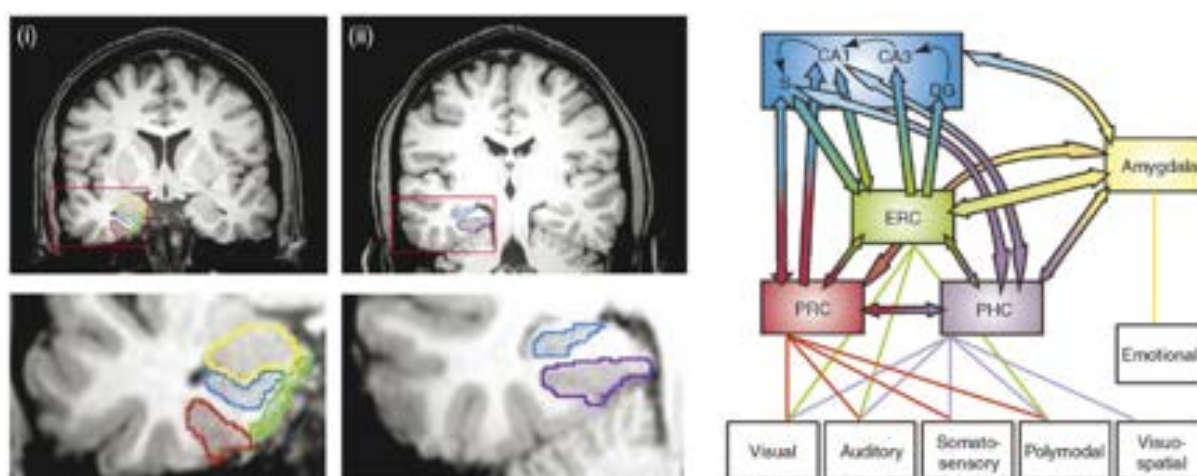 (i)
(ii)
CA1
CA3
S
DG
Amygdala
ERC
PRC
PHC
Emotional
Visual
Auditory
Somato-
sensory
Polymodal
Visuo-
spatial